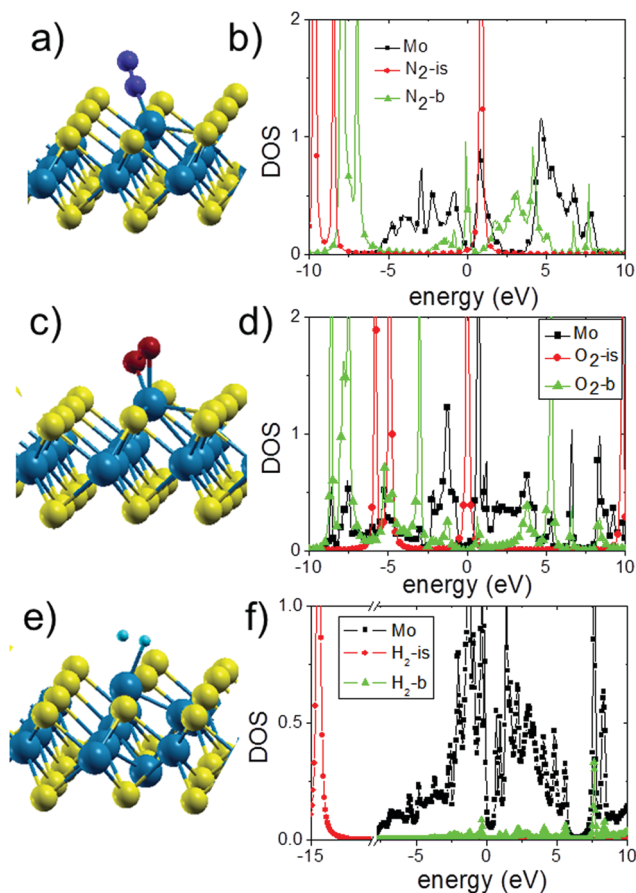 a)
b)
2
1
0
DOS
Mo
N2-is
N2-b
-10
-5
0
5
10
energy (eV)
c)
d)
2
1
0
DOS
Mo
O2-is
O2-b
-10
-5
0
5
10
energy (eV)
e)
f)
1.0
0.5
0.0
DOS
Mo
H2-is
H2-b
-15
-5
0
5
10
energy (eV)